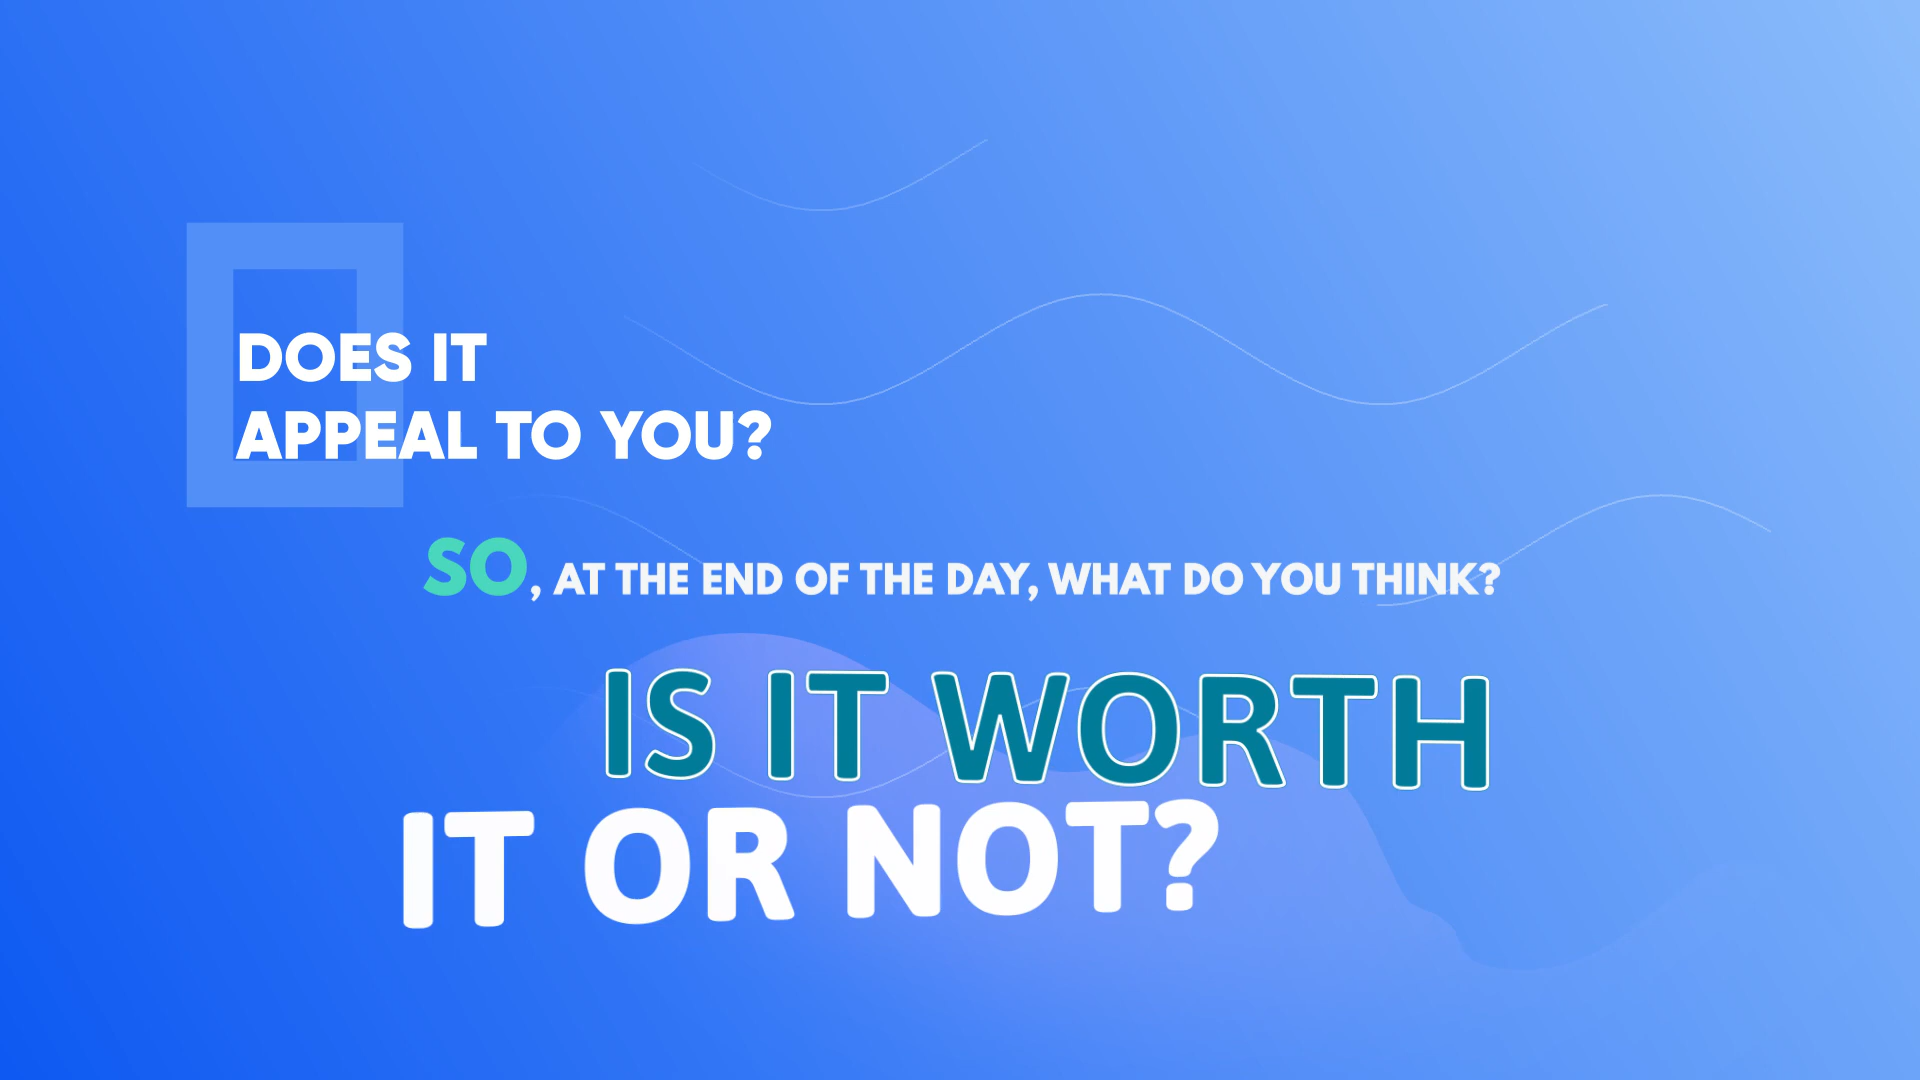 DOES IT
APPEAL TO YOU?
SO, AT THE END OF THE DAY, WHAT DO YOU THINK?
IS IT WORTH
IT OR NOT?